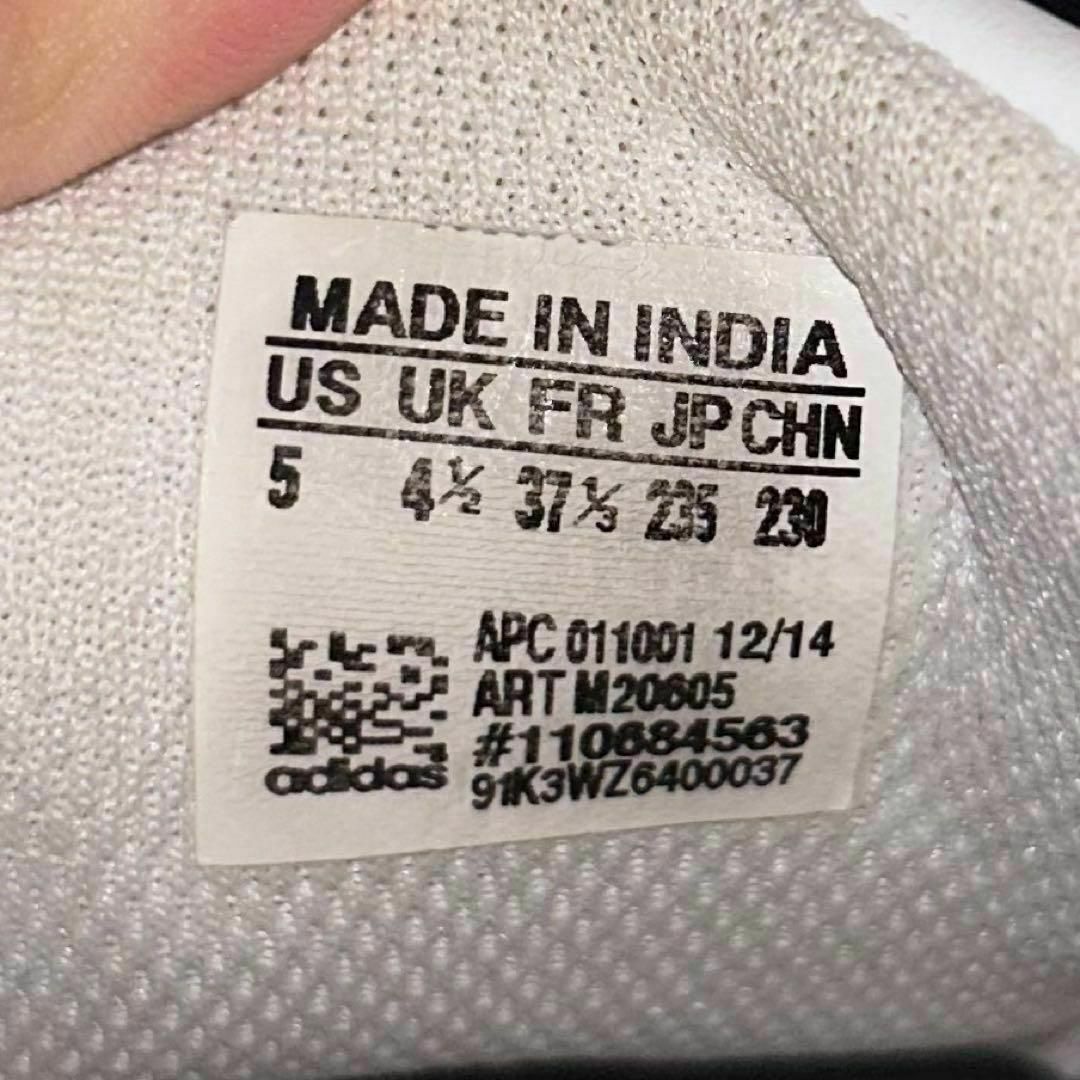 MADE IN INDIA
US UK FR JP CHN
5 4½ 37⅓ 235 230
APC 011001 12/14
ART M20605
#110684563
91K3WZ6400037
adidas